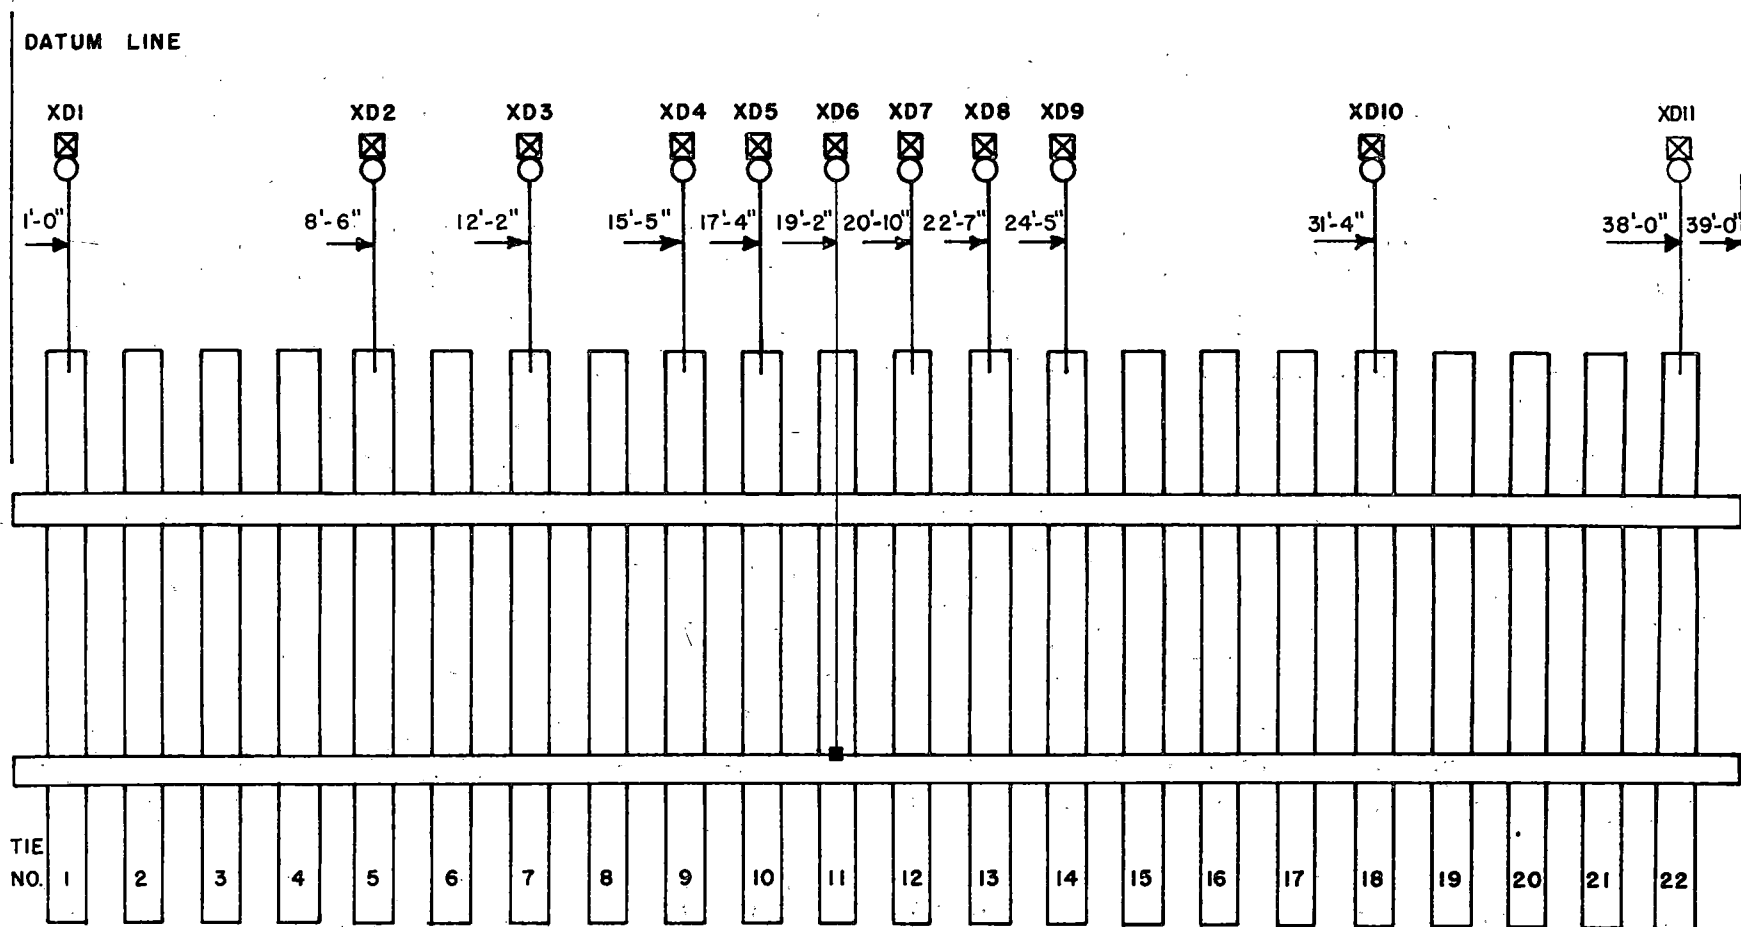 DATUM LINE
XD1 XD2 XD3 XD4 XD5 XD6 XD7 XD8 XD9 XD10 XD11
1'-0" 8'-6" 12'-2" 15'-5" 17'-4" 19'-2" 20'-10" 22'-7" 24'-5" 31'-4" 38'-0" 39'-0"
TIE
NO. 1 2 3 4 5 6 7 8 9 10 11 12 13 14 15 16 17 18 19 20 21 22